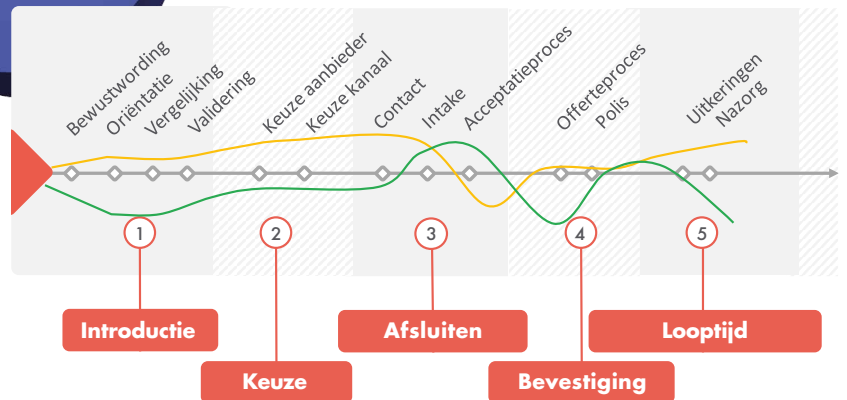 Bewustwording
Oriëntatie
Vergelijking
Validering
Keuze aanbieder
Keuze kanaal
Contact
Intake
Acceptatieproces
Offerteproces
Polis
Uitkeringen
Nazorg
1
2
3
4
5
Introductie
Afsluiten
Looptijd
Keuze
Bevestiging